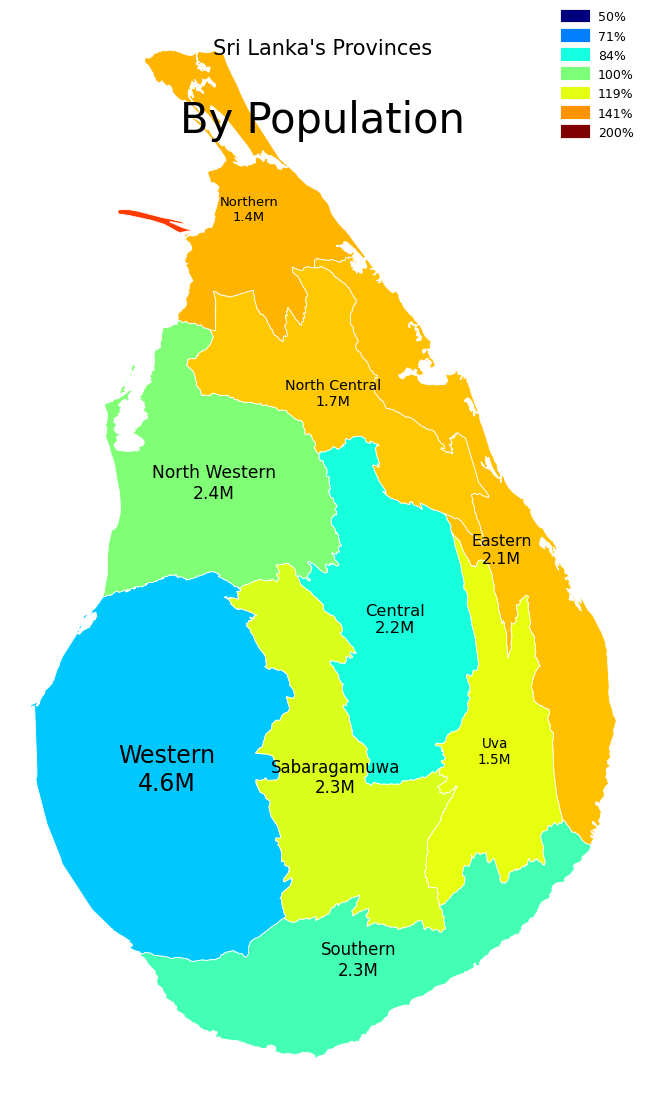 Sri Lanka's Provinces
By Population
50%
71%
84%
100%
119%
141%
200%
Northern
1.4M
North Central
1.7M
North Western
2.4M
Eastern
2.1M
Central
2.2M
Western
4.6M
Sabaragamuwa
2.3M
Uva
1.5M
Southern
2.3M